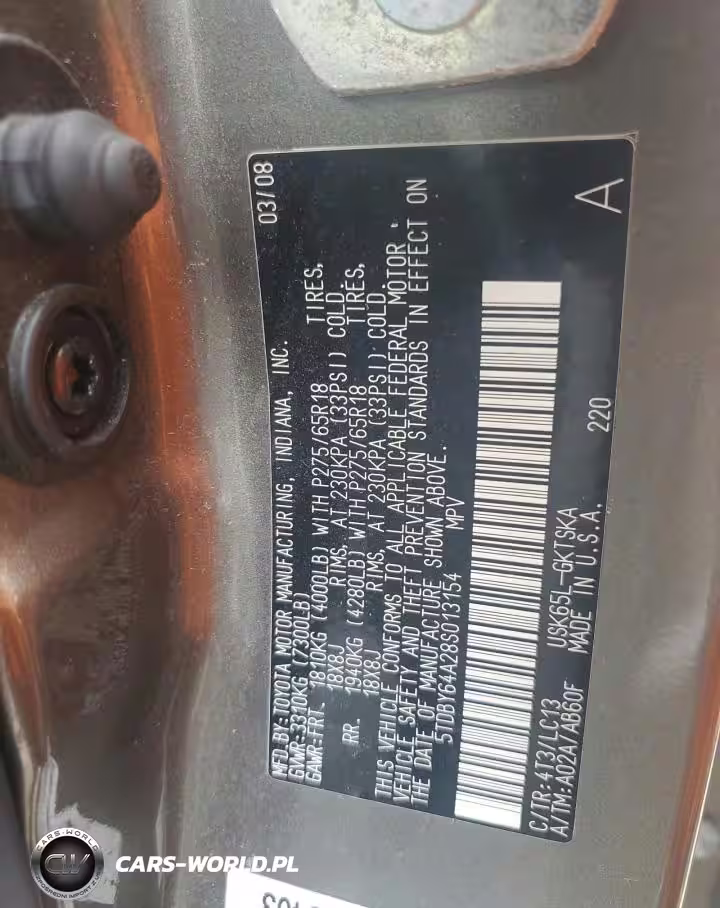 MFD.BY:TOYOTA MOTOR MANUFACTURING, INDIANA, INC. 03/08
GVWR:3310KG (7300LB)
GAWR:FRT. 1810KG (4000LB) WITH P275/65R18 TIRES,
18X8J RIMS, AT 230KPA (33PSI) COLD.
RR. 1940KG (4280LB) WITH P275/65R18 TIRES,
18X8J RIMS, AT 230KPA (33PSI) COLD.
THIS VEHICLE CONFORMS TO ALL APPLICABLE FEDERAL MOTOR
VEHICLE SAFETY AND THEFT PREVENTION STANDARDS IN EFFECT ON
THE DATE OF MANUFACTURE SHOWN ABOVE.
5TDBY64A28S013154 MPV
C/TR:4T3/LC13 USK65L-GKTSKA 220 A
A/TM:A02A/AB60F MADE IN U.S.A.
CARS-WORLD
CW
CARS-WORLD.PL